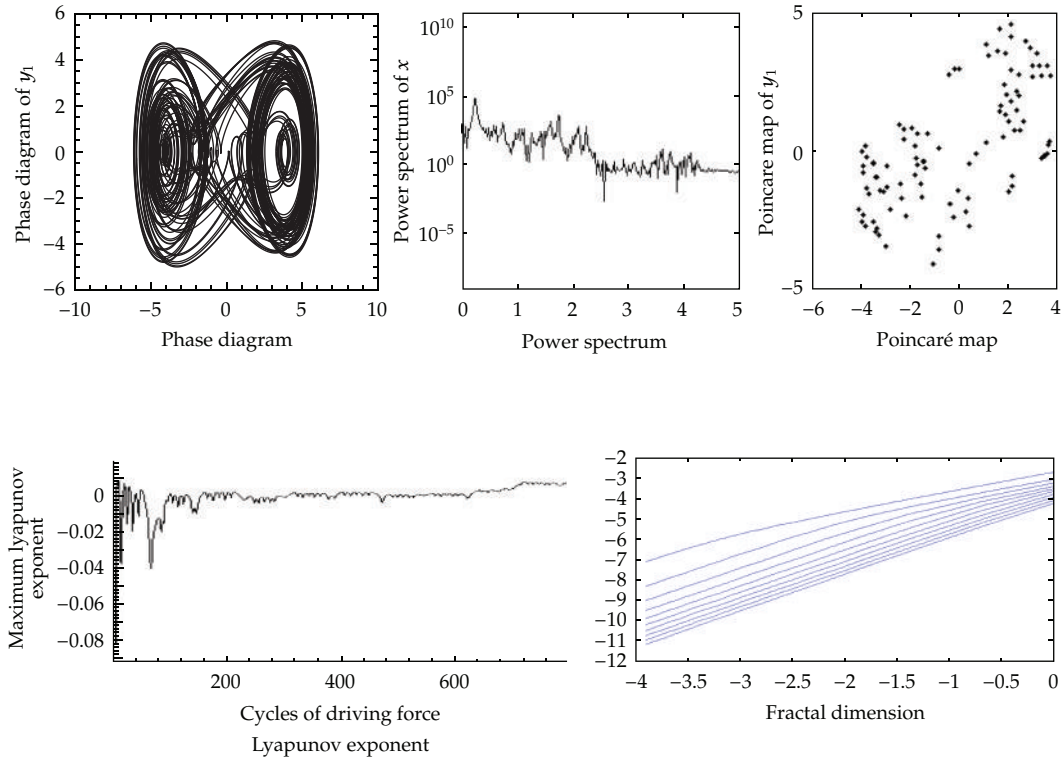 Phase diagram of y1
6
4
2
0
−2
−4
−6
−10 −5 0 5 10
Phase diagram
Power spectrum of x
10^10
10^5
10^0
10^−5
0 1 2 3 4 5
Power spectrum
Poincare map of y1
5
0
−5
−6 −4 −2 0 2 4
Poincaré map
Maximum lyapunov
exponent
0
−0.02
−0.04
−0.06
−0.08
200 400 600
Cycles of driving force
Lyapunov exponent
−2
−3
−4
−5
−6
−7
−8
−9
−10
−11
−12
−4 −3.5 −3 −2.5 −2 −1.5 −1 −0.5 0
Fractal dimension